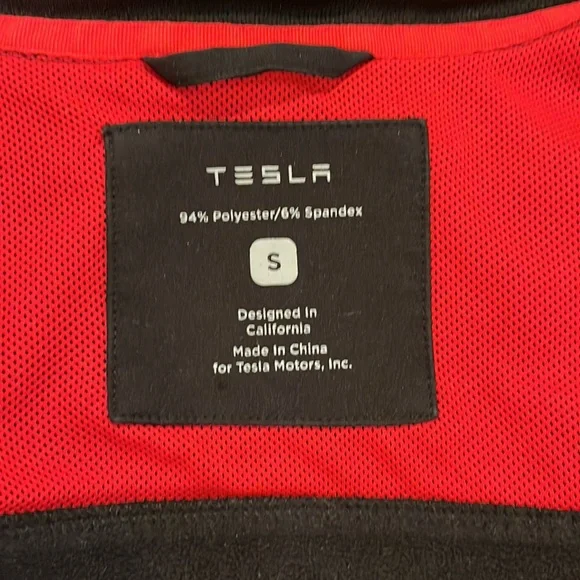 TESLA
94% Polyester/6% Spandex
S
Designed in
California
Made in China
for Tesla Motors, Inc.